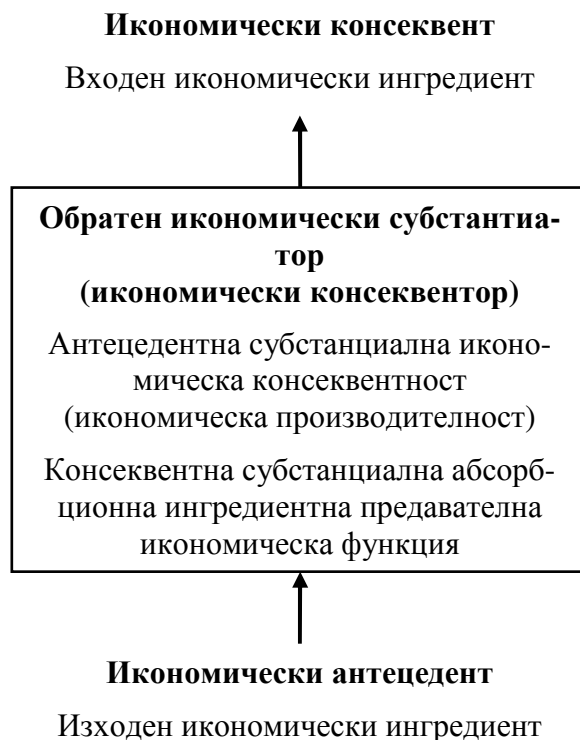 Икономически консеквент
Входен икономически ингредиент
Обратен икономически субстантиа-
тор
(икономически консеквентор)
Антецедентна субстанциална иконо-
мическа консеквентност
(икономическа производителност)
Консеквентна субстанциална абсорб-
ционна ингредиентна предавателна
икономическа функция
Икономически антецедент
Изходен икономически ингредиент